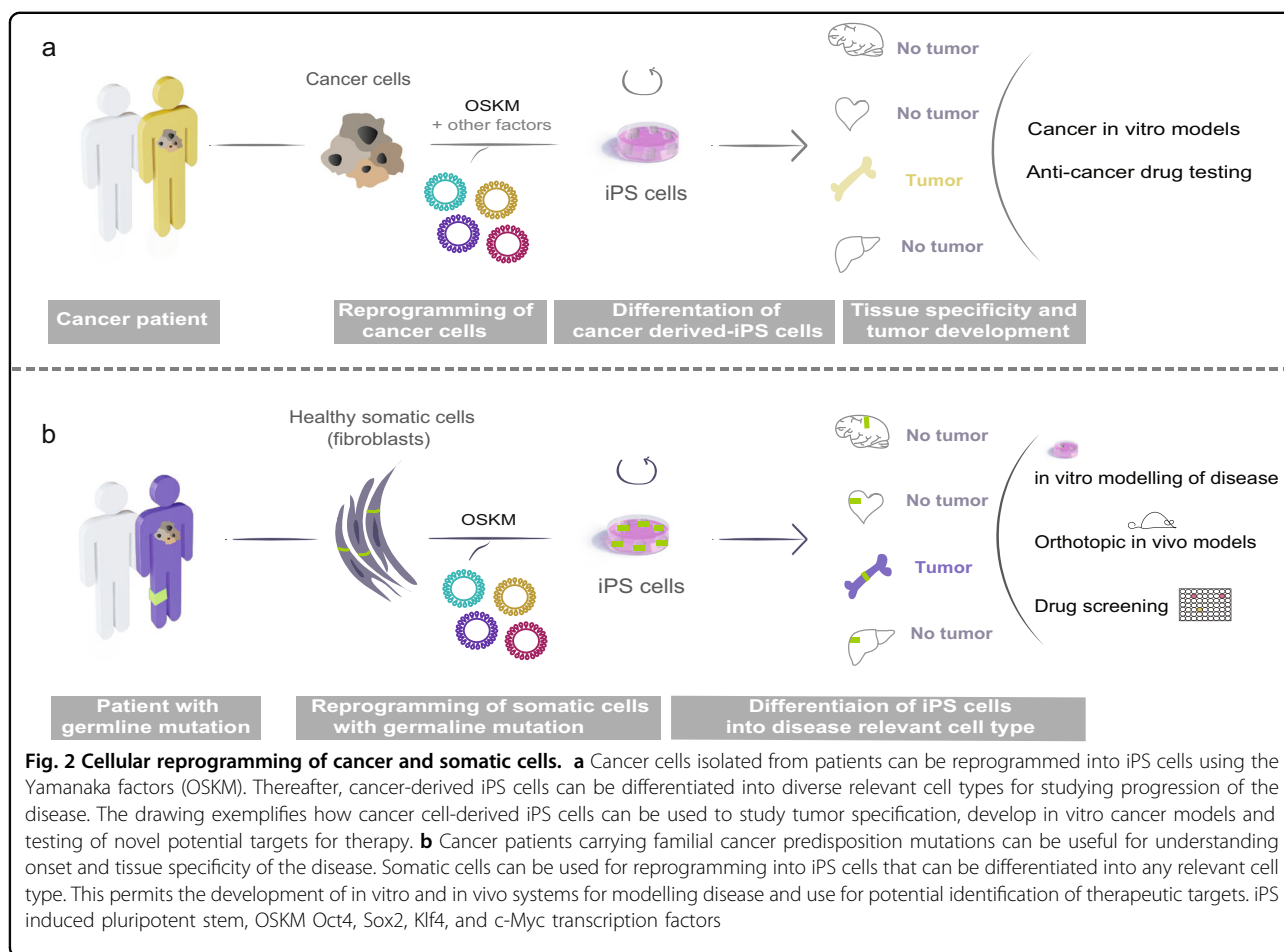 a
Cancer cells
OSKM
+ other factors
iPS cells
No tumor
No tumor
Tumor
No tumor
Cancer in vitro models
Anti-cancer drug testing
Cancer patient
Reprogramming of
cancer cells
Differentation of
cancer derived-iPS cells
Tissue specificity and
tumor development
b
Healthy somatic cells
(fibroblasts)
OSKM
iPS cells
No tumor
No tumor
Tumor
No tumor
in vitro modelling of disease
Orthotopic in vivo models
Drug screening
Patient with
germline mutation
Reprogramming of somatic cells
with germaline mutation
Differentiaion of iPS cells
into disease relevant cell type
Fig. 2 Cellular reprogramming of cancer and somatic cells. a Cancer cells isolated from patients can be reprogrammed into iPS cells using the
Yamanaka factors (OSKM). Thereafter, cancer-derived iPS cells can be differentiated into diverse relevant cell types for studying progression of the
disease. The drawing exemplifies how cancer cell-derived iPS cells can be used to study tumor specification, develop in vitro cancer models and
testing of novel potential targets for therapy. b Cancer patients carrying familial cancer predisposition mutations can be useful for understanding
onset and tissue specificity of the disease. Somatic cells can be used for reprogramming into iPS cells that can be differentiated into any relevant cell
type. This permits the development of in vitro and in vivo systems for modelling disease and use for potential identification of therapeutic targets. iPS
induced pluripotent stem, OSKM Oct4, Sox2, Klf4, and c-Myc transcription factors